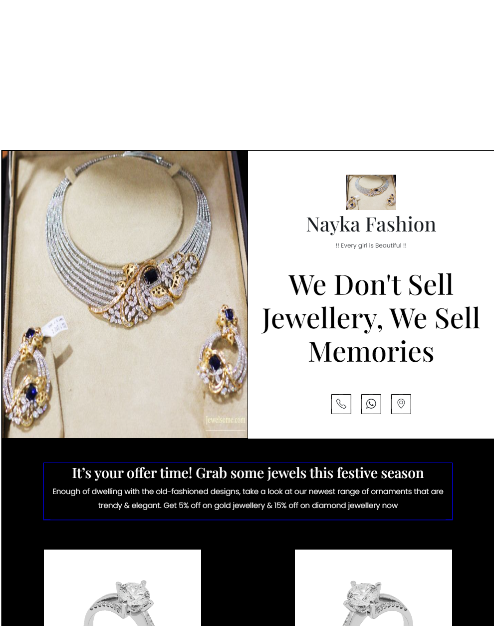 Nayka Fashion
!! Every girl is Beautiful !!
We Don't Sell
Jewellery, We Sell
Memories
It's your offer time! Grab some jewels this festive season
Enough of dwelling with the old-fashioned designs, take a look at our newest range of ornaments that are
trendy & elegant. Get 5% off on gold jewellery & 15% off on diamond jewellery now